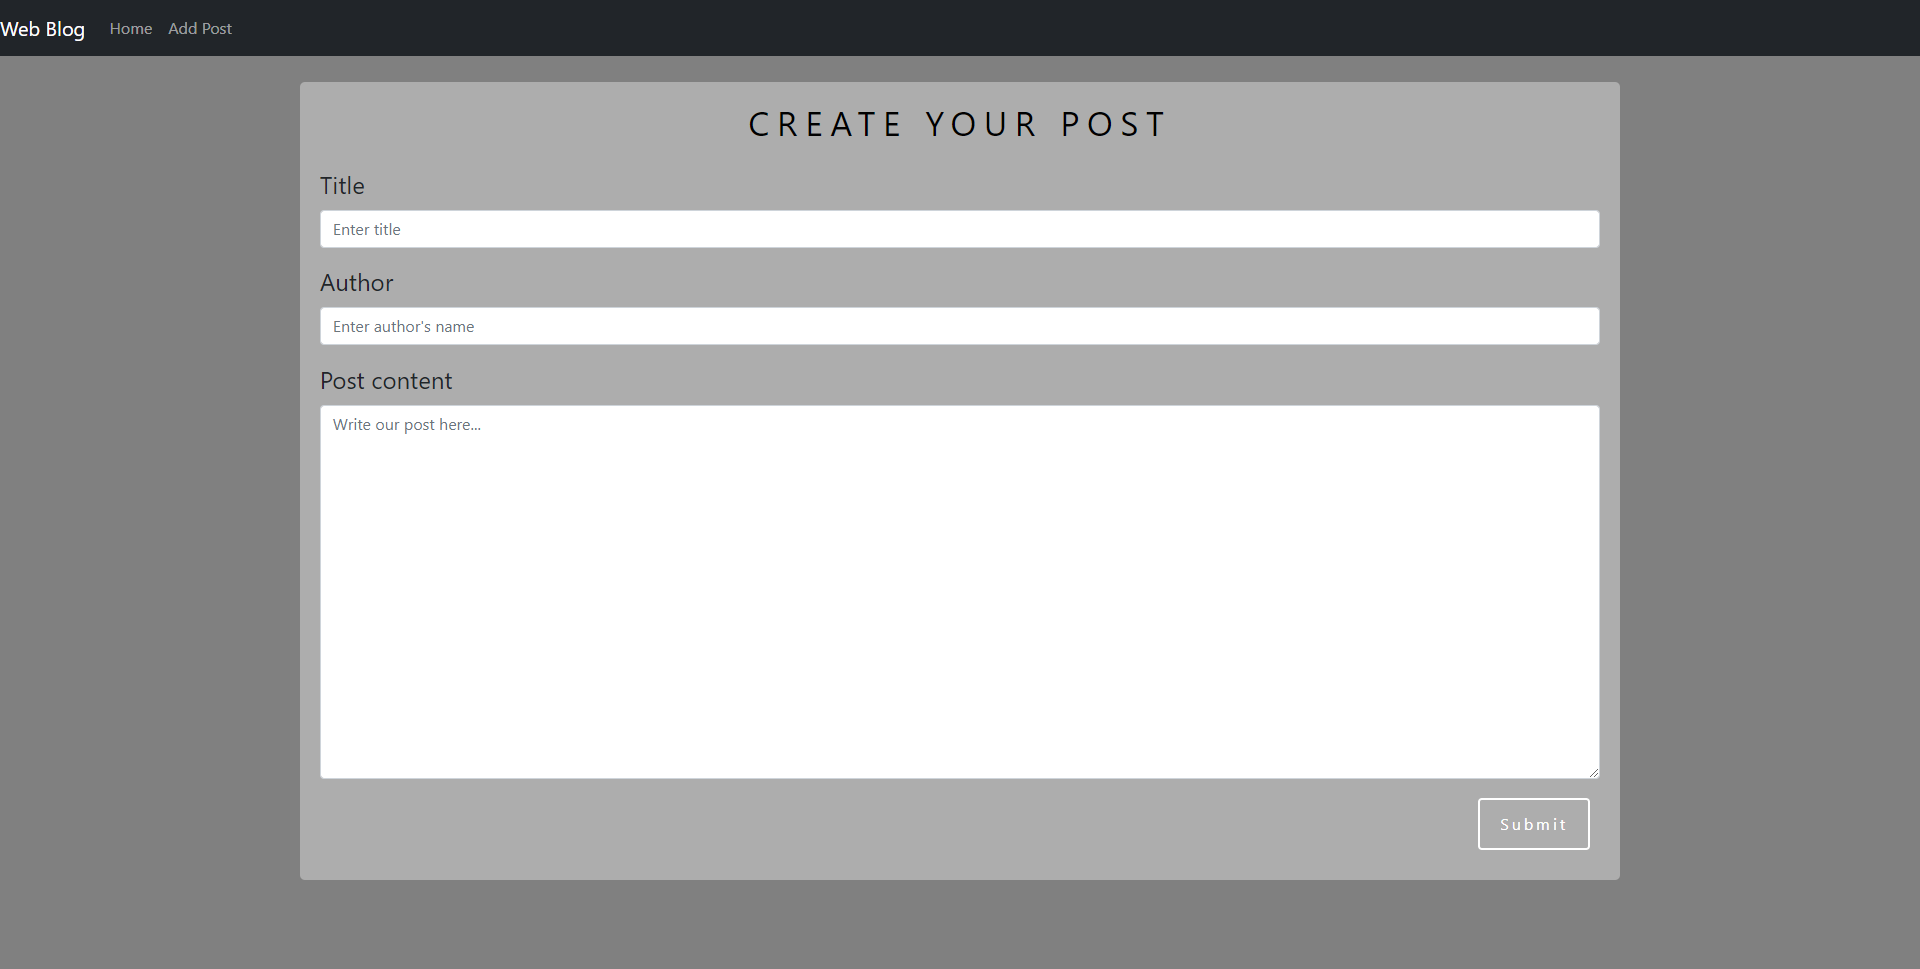 Web Blog Home Add Post
CREATE YOUR POST
Title
Enter title
Author
Enter author's name
Post content
Write our post here...
Submit